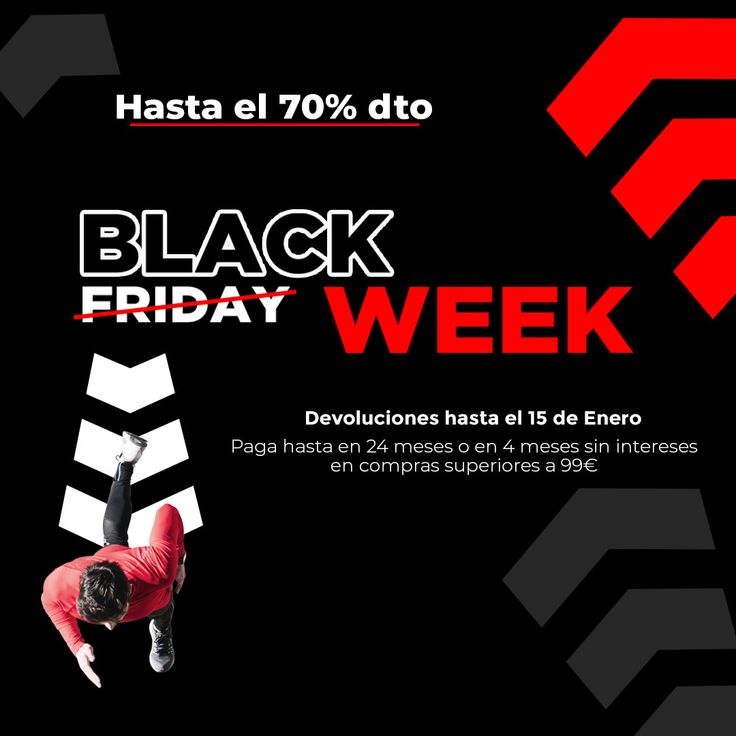 Hasta el 70% dto
BLACK
FRIDAY WEEK
Devoluciones hasta el 15 de Enero
Paga hasta en 24 meses o en 4 meses sin intereses
en compras superiores a 99€